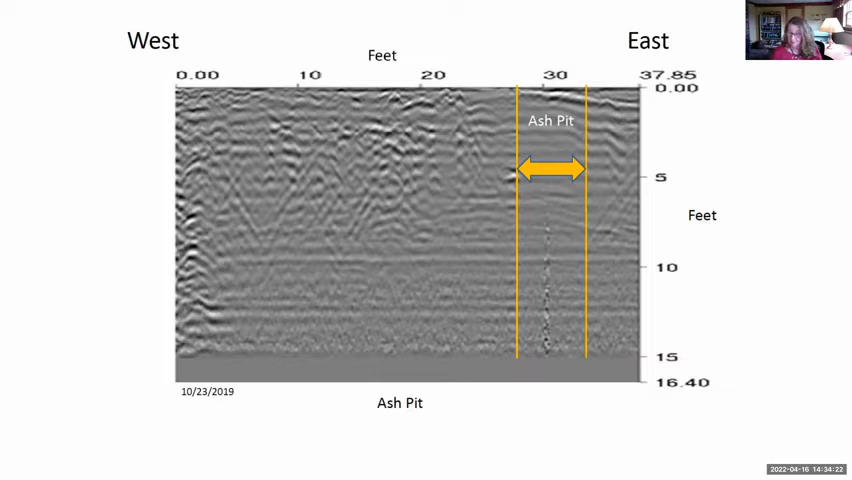 West
East
Feet
0.00 10 20 30 37.85
0.00
Ash Pit
5
Feet
10
15
16.40
10/23/2019
Ash Pit
2022-04-16 14:34:22